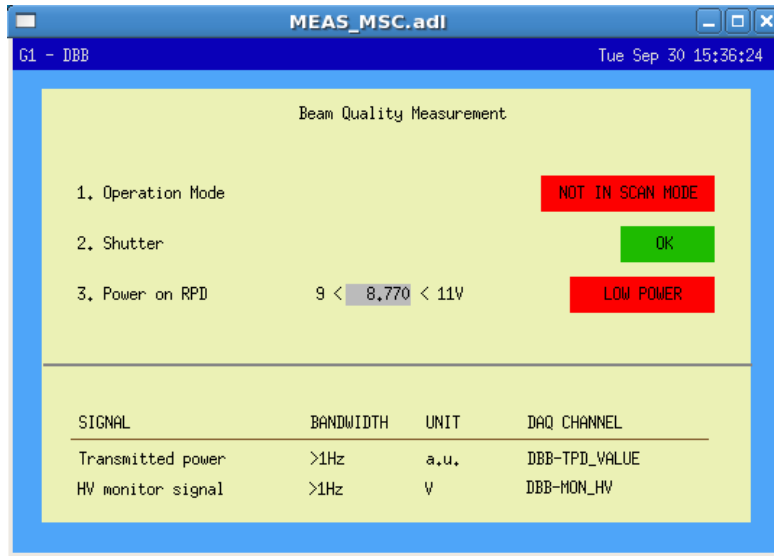 MEAS_MSC.adl
G1 - DBB Tue Sep 30 15:36:24
Beam Quality Measurement
1. Operation Mode NOT IN SCAN MODE
2. Shutter OK
3. Power on RPD 9 < 8.770 < 11V LOW POWER
SIGNAL BANDWIDTH UNIT DAQ CHANNEL
Transmitted power >1Hz a.u. DBB-TPD_VALUE
HV monitor signal >1Hz V DBB-MON_HV